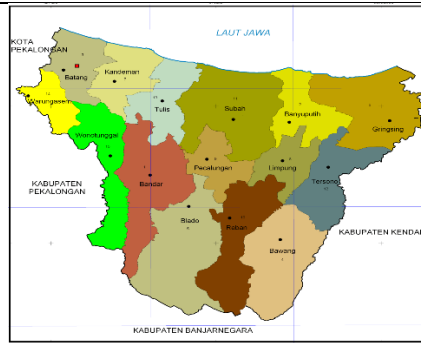 LAUT JAWA
KOTA
PEKALONGAN
Batang
Kandeman
Warungasem
Tulis
Subah
Banyuputih
Gringsing
Wonotunggal
Pecalungan
Limpung
Tersono
Bandar
KABUPATEN
PEKALONGAN
Blado
Reban
Bawang
KABUPATEN KENDA
KABUPATEN BANJARNEGARA